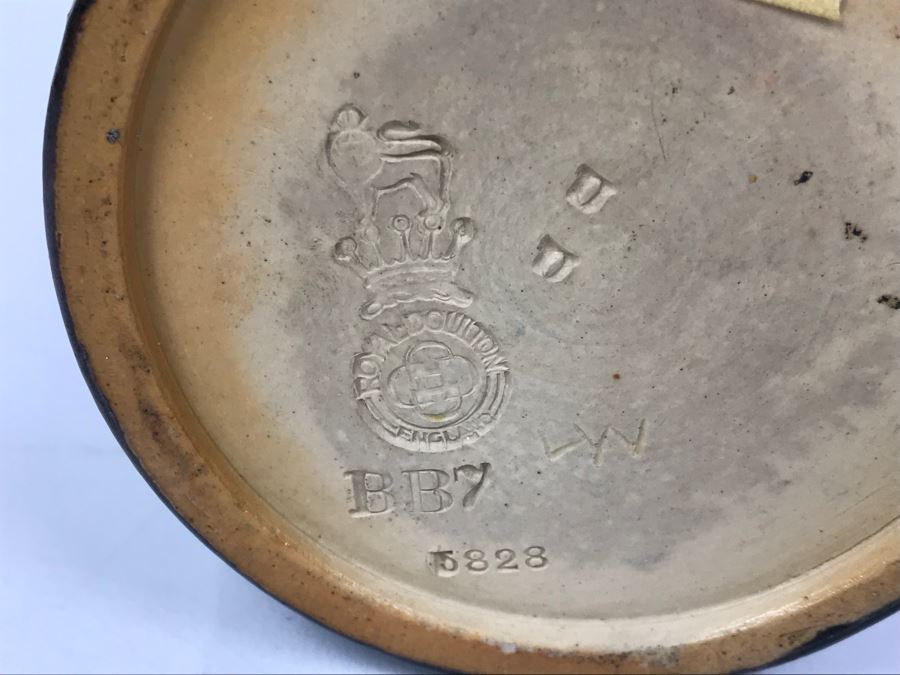 U
U
ROYAL DOULTON
ENGLAND
BB7
5828